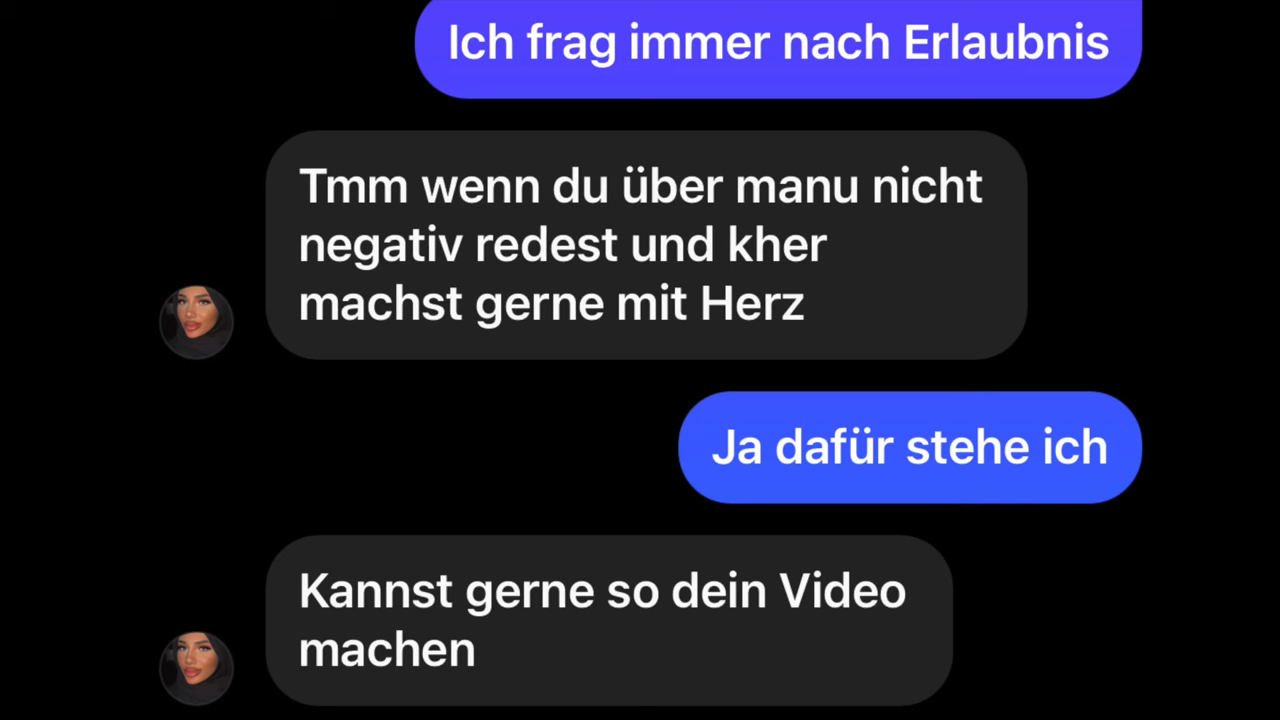 Ich frag immer nach Erlaubnis
Tmm wenn du über manu nicht
negativ redest und kher
machst gerne mit Herz
Ja dafür stehe ich
Kannst gerne so dein Video
machen